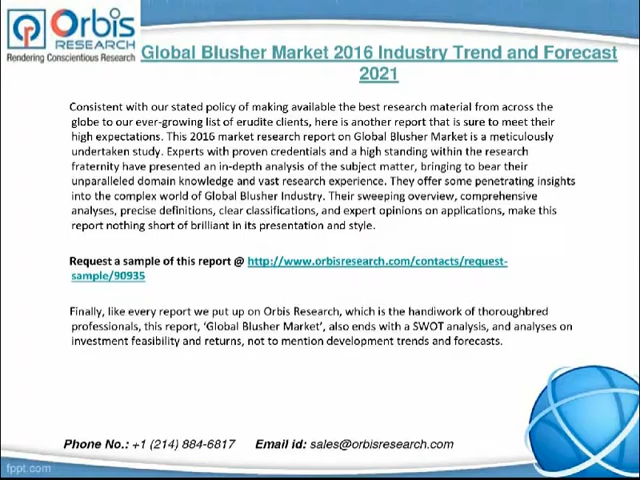 Orbis
RESEARCH
Rendering Conscientious Research
Global Blusher Market 2016 Industry Trend and Forecast
2021
Consistent with our stated policy of making available the best research material from across the
globe to our ever-growing list of erudite clients, here is another report that is sure to meet their
high expectations. This 2016 market research report on Global Blusher Market is a meticulously
undertaken study. Experts with proven credentials and a high standing within the research
fraternity have presented an in-depth analysis of the subject matter, bringing to bear their
unparalleled domain knowledge and vast research experience. They offer some penetrating insights
into the complex world of Global Blusher Industry. Their sweeping overview, comprehensive
analyses, precise definitions, clear classifications, and expert opinions on applications, make this
report nothing short of brilliant in its presentation and style.
Request a sample of this report @ http://www.orbisresearch.com/contacts/request-
sample/90935
Finally, like every report we put up on Orbis Research, which is the handiwork of thoroughbred
professionals, this report, ‘Global Blusher Market’, also ends with a SWOT analysis, and analyses on
investment feasibility and returns, not to mention development trends and forecasts.
Phone No.: +1 (214) 884-6817 Email id: sales@orbisresearch.com
fppt.com